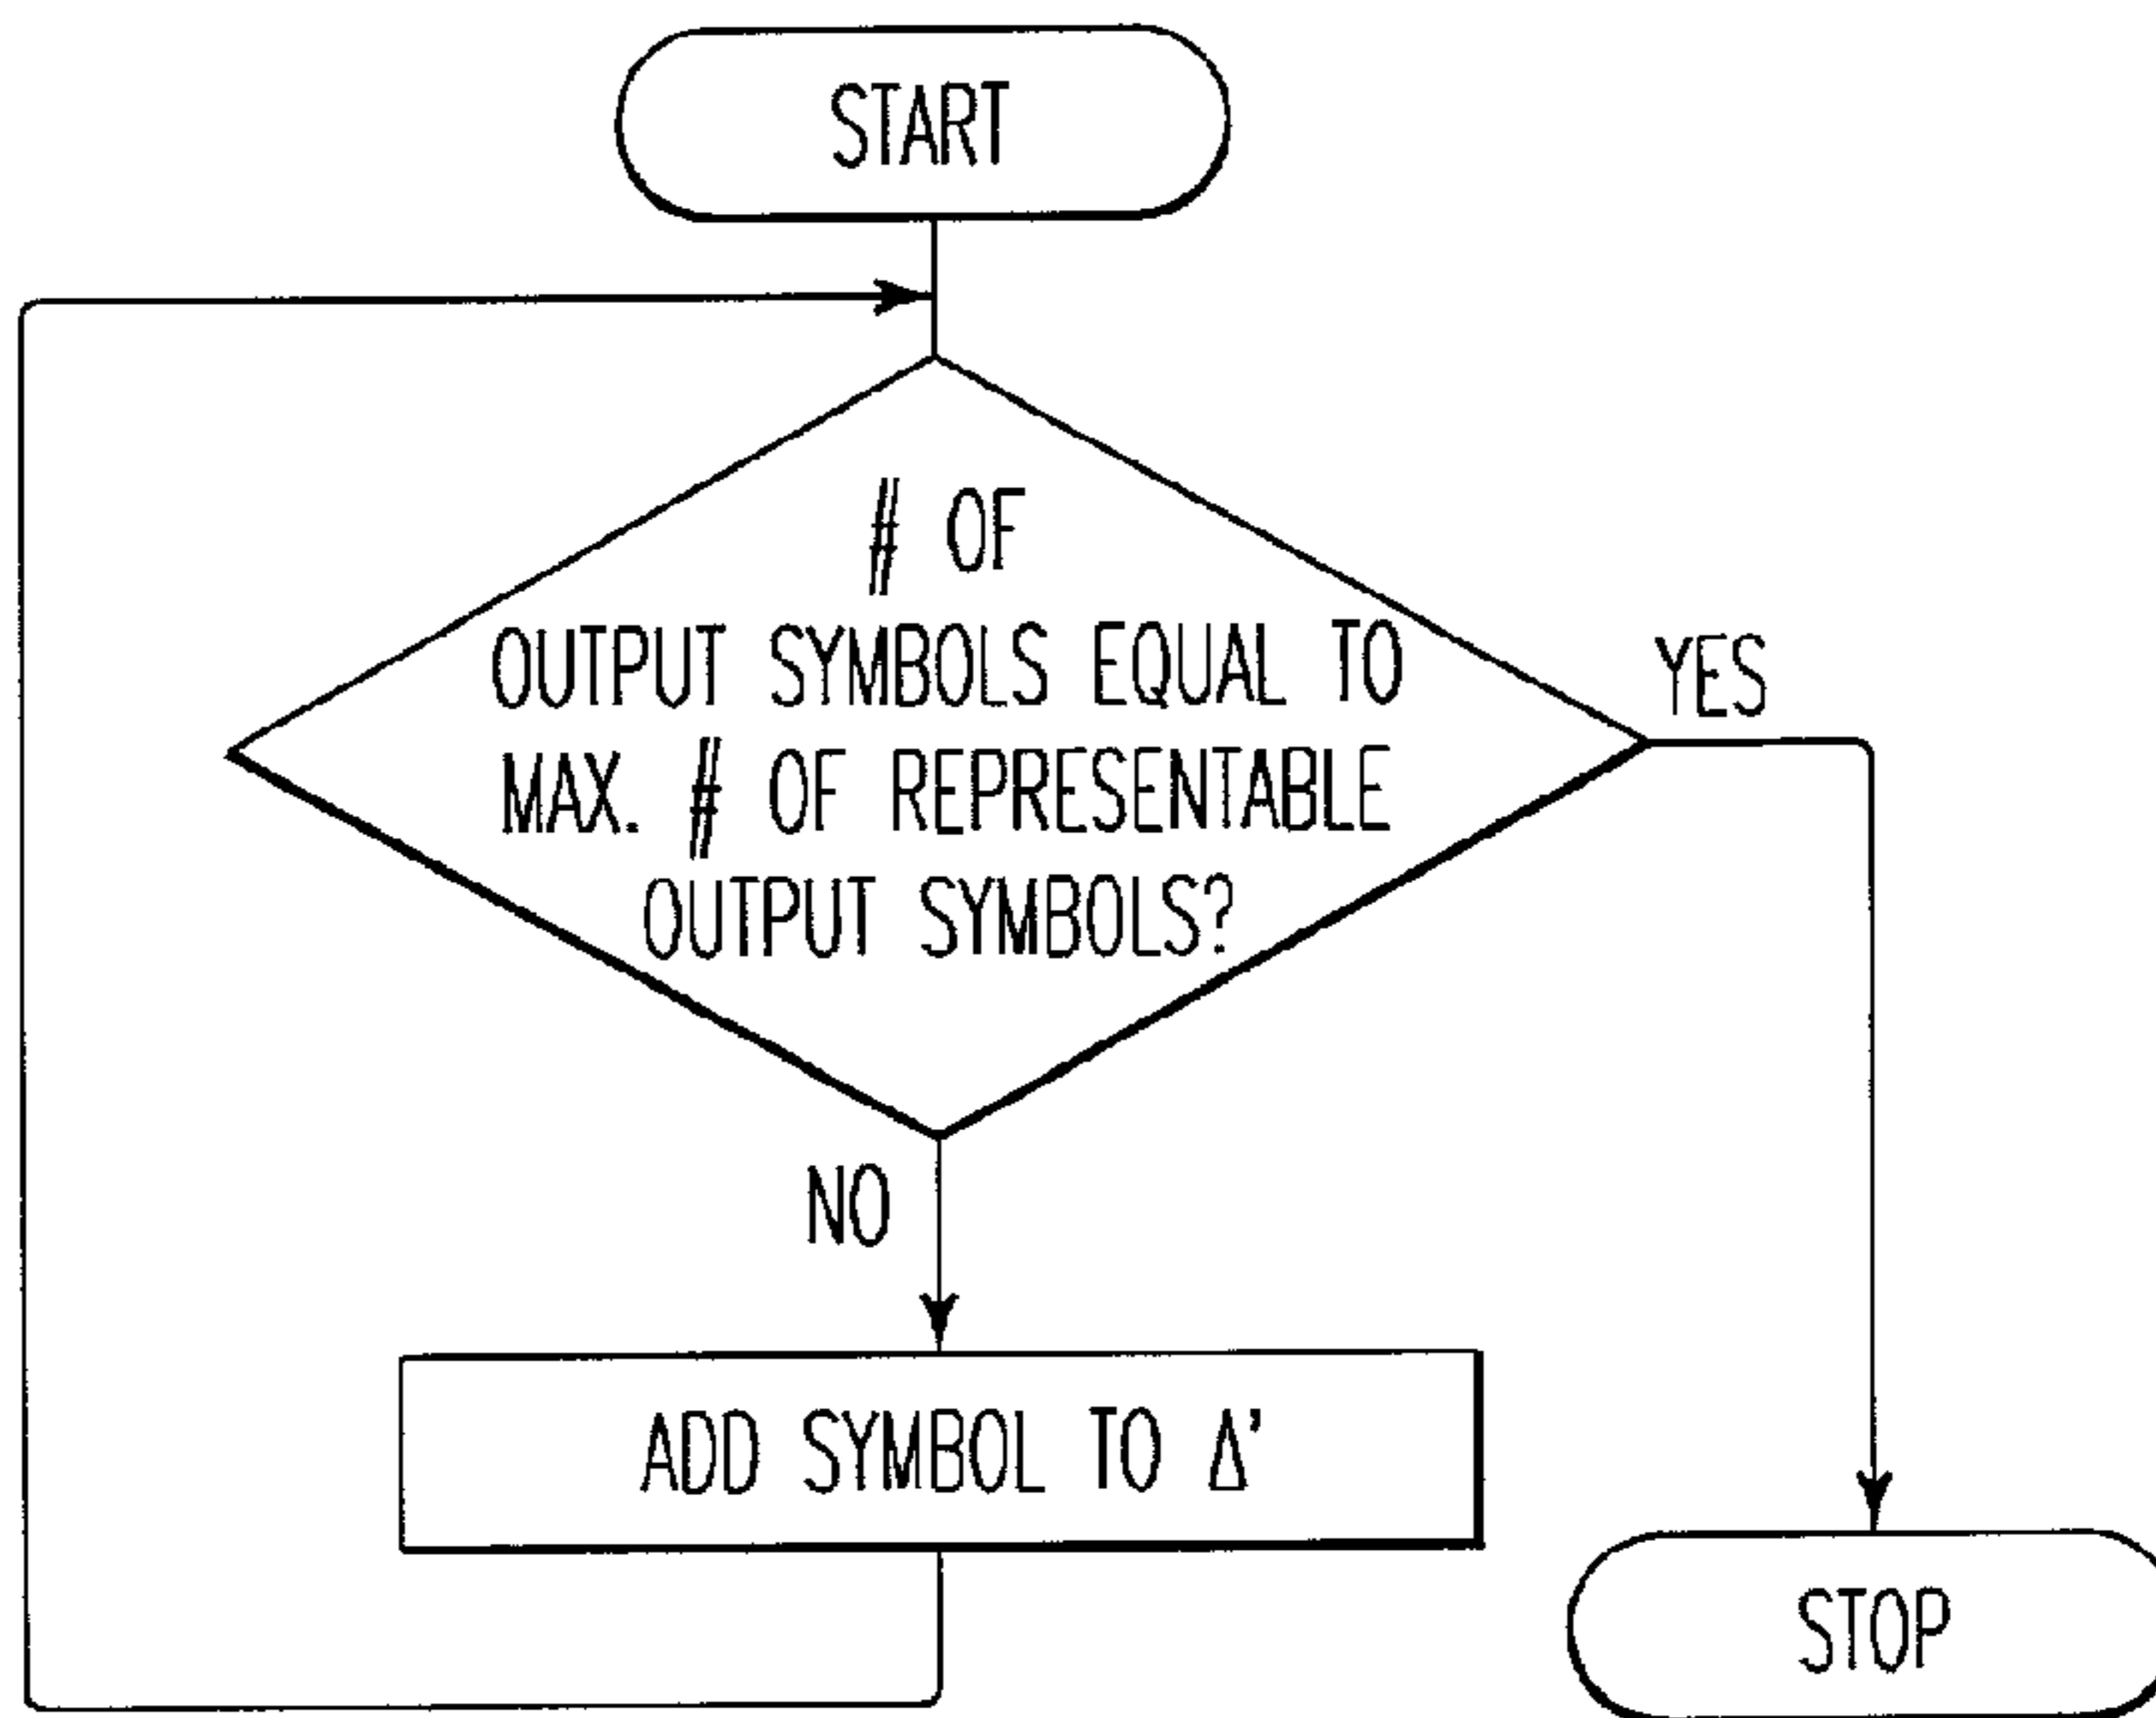 START
# OF
OUTPUT SYMBOLS EQUAL TO
MAX. # OF REPRESENTABLE
OUTPUT SYMBOLS?
YES
NO
ADD SYMBOL TO Δ'
STOP